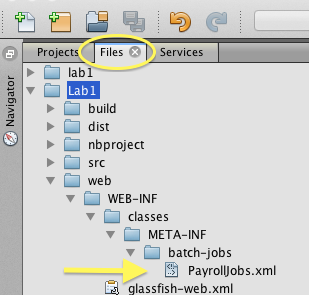 Projects Files Services
Navigator
lab1
Lab1
build
dist
nbproject
src
web
WEB-INF
classes
META-INF
batch-jobs
PayrollJobs.xml
glassfish-web.xml